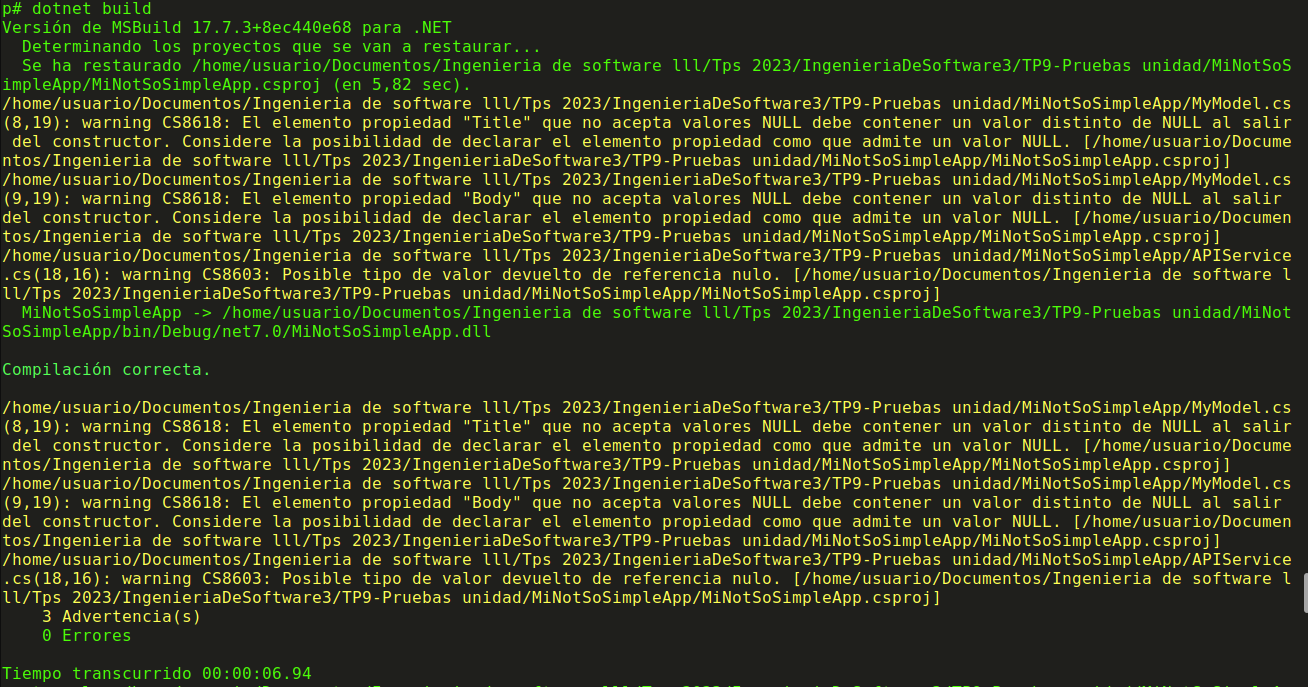 p# dotnet build
Versión de MSBuild 17.7.3+8ec440e68 para .NET
  Determinando los proyectos que se van a restaurar...
  Se ha restaurado /home/usuario/Documentos/Ingenieria de software lll/Tps 2023/IngenieriaDeSoftware3/TP9-Pruebas unidad/MiNotSoS
impleApp/MiNotSoSimpleApp.csproj (en 5,82 sec).
/home/usuario/Documentos/Ingenieria de software lll/Tps 2023/IngenieriaDeSoftware3/TP9-Pruebas unidad/MiNotSoSimpleApp/MyModel.cs
(8,19): warning CS8618: El elemento propiedad "Title" que no acepta valores NULL debe contener un valor distinto de NULL al salir
 del constructor. Considere la posibilidad de declarar el elemento propiedad como que admite un valor NULL. [/home/usuario/Docume
ntos/Ingenieria de software lll/Tps 2023/IngenieriaDeSoftware3/TP9-Pruebas unidad/MiNotSoSimpleApp/MiNotSoSimpleApp.csproj]
/home/usuario/Documentos/Ingenieria de software lll/Tps 2023/IngenieriaDeSoftware3/TP9-Pruebas unidad/MiNotSoSimpleApp/MyModel.cs
(9,19): warning CS8618: El elemento propiedad "Body" que no acepta valores NULL debe contener un valor distinto de NULL al salir
del constructor. Considere la posibilidad de declarar el elemento propiedad como que admite un valor NULL. [/home/usuario/Documen
tos/Ingenieria de software lll/Tps 2023/IngenieriaDeSoftware3/TP9-Pruebas unidad/MiNotSoSimpleApp/MiNotSoSimpleApp.csproj]
/home/usuario/Documentos/Ingenieria de software lll/Tps 2023/IngenieriaDeSoftware3/TP9-Pruebas unidad/MiNotSoSimpleApp/APIService
.cs(18,16): warning CS8603: Posible tipo de valor devuelto de referencia nulo. [/home/usuario/Documentos/Ingenieria de software l
ll/Tps 2023/IngenieriaDeSoftware3/TP9-Pruebas unidad/MiNotSoSimpleApp/MiNotSoSimpleApp.csproj]
  MiNotSoSimpleApp -> /home/usuario/Documentos/Ingenieria de software lll/Tps 2023/IngenieriaDeSoftware3/TP9-Pruebas unidad/MiNot
SoSimpleApp/bin/Debug/net7.0/MiNotSoSimpleApp.dll
Compilación correcta.
/home/usuario/Documentos/Ingenieria de software lll/Tps 2023/IngenieriaDeSoftware3/TP9-Pruebas unidad/MiNotSoSimpleApp/MyModel.cs
(8,19): warning CS8618: El elemento propiedad "Title" que no acepta valores NULL debe contener un valor distinto de NULL al salir
 del constructor. Considere la posibilidad de declarar el elemento propiedad como que admite un valor NULL. [/home/usuario/Docume
ntos/Ingenieria de software lll/Tps 2023/IngenieriaDeSoftware3/TP9-Pruebas unidad/MiNotSoSimpleApp/MiNotSoSimpleApp.csproj]
/home/usuario/Documentos/Ingenieria de software lll/Tps 2023/IngenieriaDeSoftware3/TP9-Pruebas unidad/MiNotSoSimpleApp/MyModel.cs
(9,19): warning CS8618: El elemento propiedad "Body" que no acepta valores NULL debe contener un valor distinto de NULL al salir
del constructor. Considere la posibilidad de declarar el elemento propiedad como que admite un valor NULL. [/home/usuario/Documen
tos/Ingenieria de software lll/Tps 2023/IngenieriaDeSoftware3/TP9-Pruebas unidad/MiNotSoSimpleApp/MiNotSoSimpleApp.csproj]
/home/usuario/Documentos/Ingenieria de software lll/Tps 2023/IngenieriaDeSoftware3/TP9-Pruebas unidad/MiNotSoSimpleApp/APIService
.cs(18,16): warning CS8603: Posible tipo de valor devuelto de referencia nulo. [/home/usuario/Documentos/Ingenieria de software l
ll/Tps 2023/IngenieriaDeSoftware3/TP9-Pruebas unidad/MiNotSoSimpleApp/MiNotSoSimpleApp.csproj]
    3 Advertencia(s)
    0 Errores
Tiempo transcurrido 00:00:06.94